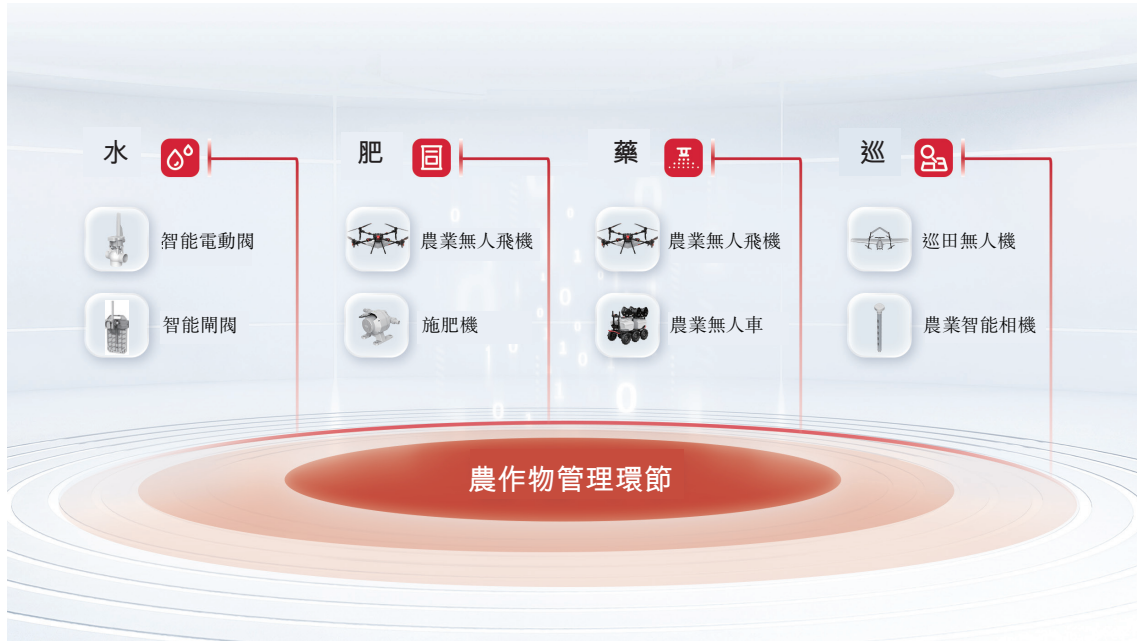 水
智能電動閥
智能閘閥
肥
農業無人飛機
施肥機
藥
農業無人飛機
農業無人車
巡
巡田無人機
農業智能相機
農作物管理環節